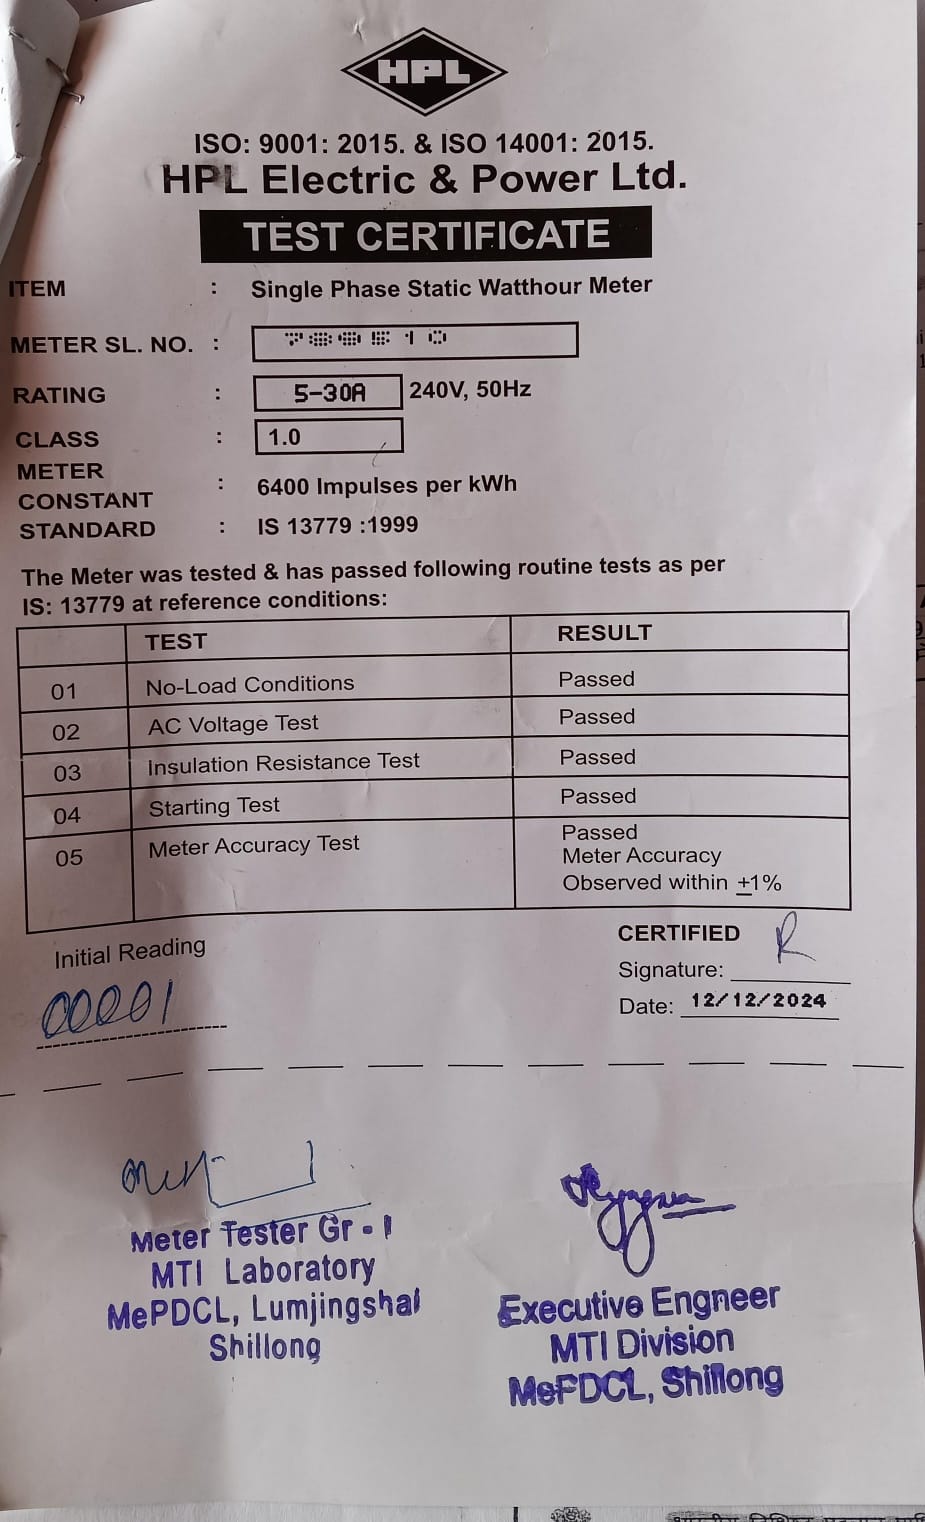 HPL
ISO: 9001: 2015. & ISO 14001: 2015.
HPL Electric & Power Ltd.
TEST CERTIFICATE
ITEM : Single Phase Static Watthour Meter
METER SL. NO. :
RATING : 5-30A 240V, 50Hz
CLASS : 1.0
METER
CONSTANT : 6400 Impulses per kWh
STANDARD : IS 13779 :1999
The Meter was tested & has passed following routine tests as per
IS: 13779 at reference conditions:
TEST RESULT
01 No-Load Conditions Passed
02 AC Voltage Test Passed
03 Insulation Resistance Test Passed
04 Starting Test Passed
05 Meter Accuracy Test Passed
Meter Accuracy
Observed within ±1%
Initial Reading
00001
CERTIFIED
Signature:
Date: 12/12/2024
Meter Tester Gr - I
MTI Laboratory
MePDCL, Lumjingshai
Shillong
Executive Engneer
MTI Division
MePDCL, Shillong